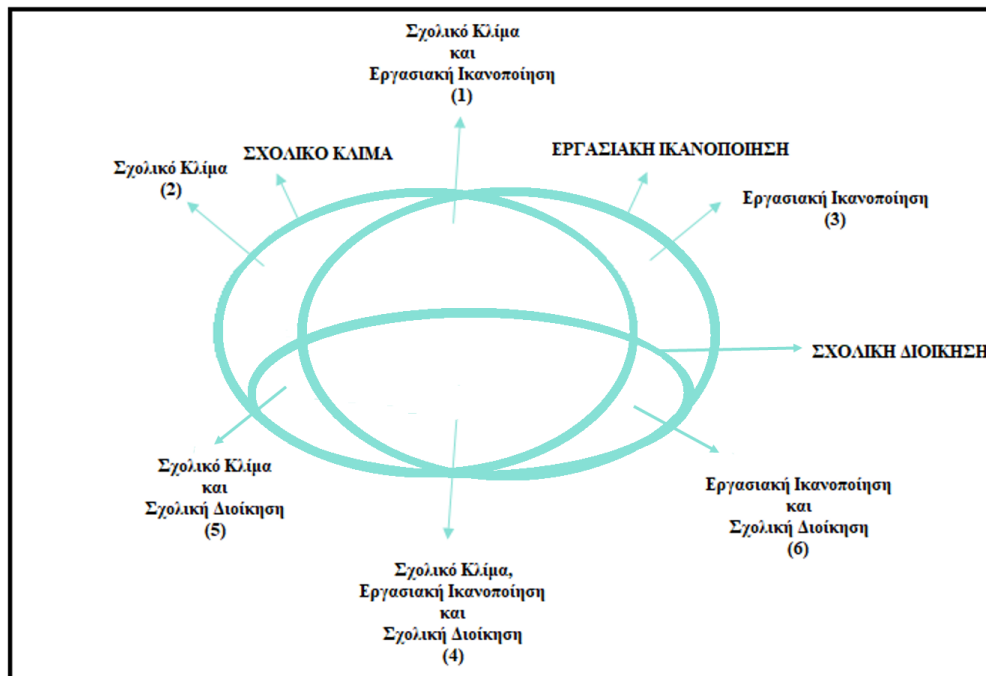 Σχολικό Κλίμα
και
Εργασιακή Ικανοποίηση
(1)
ΣΧΟΛΙΚΟ ΚΛΙΜΑ
ΕΡΓΑΣΙΑΚΗ ΙΚΑΝΟΠΟΙΗΣΗ
Σχολικό Κλίμα
(2)
Εργασιακή Ικανοποίηση
(3)
ΣΧΟΛΙΚΗ ΔΙΟΙΚΗΣΗ
Σχολικό Κλίμα
και
Σχολική Διοίκηση
(5)
Εργασιακή Ικανοποίηση
και
Σχολική Διοίκηση
(6)
Σχολικό Κλίμα,
Εργασιακή Ικανοποίηση
και
Σχολική Διοίκηση
(4)